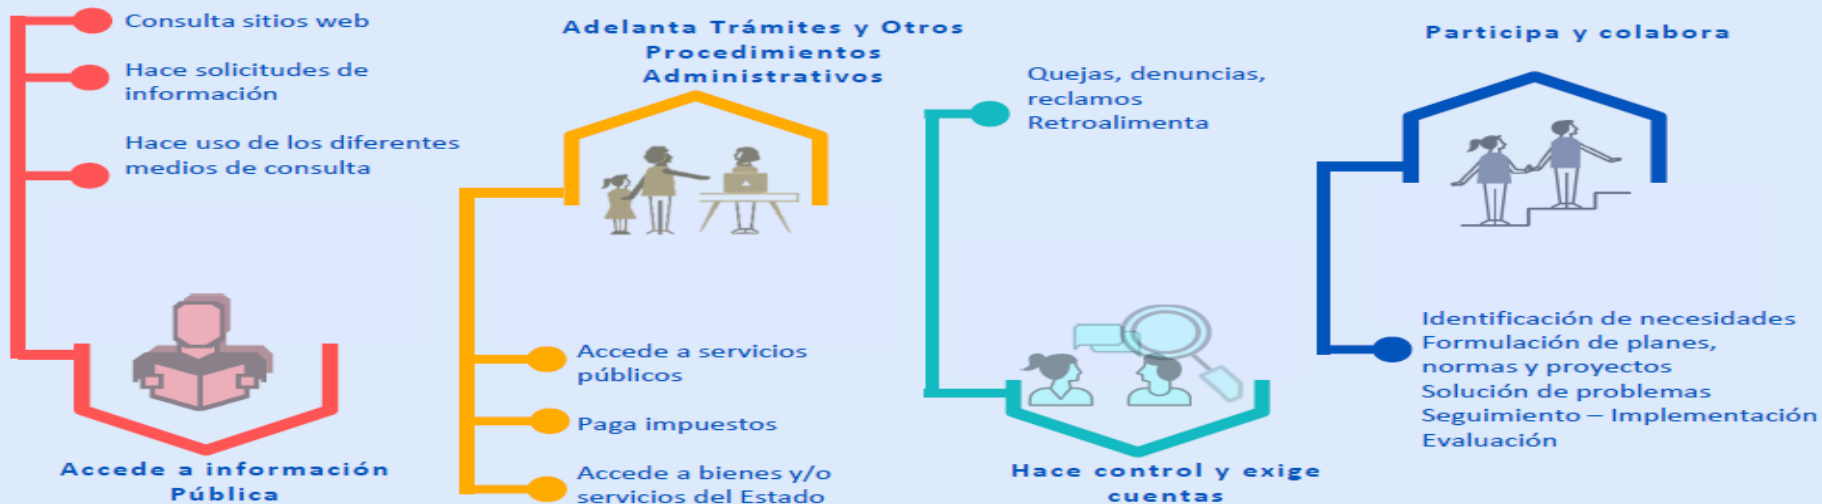 Consulta sitios web
Hace solicitudes de
información
Hace uso de los diferentes
medios de consulta
Accede a información
Pública
Adelanta Trámites y Otros
Procedimientos
Administrativos
Accede a servicios
públicos
Paga impuestos
Accede a bienes y/o
servicios del Estado
Quejas, denuncias,
reclamos
Retroalimenta
Hace control y exige
cuentas
Participa y colabora
Identificación de necesidades
Formulación de planes,
normas y proyectos
Solución de problemas
Seguimiento – Implementación
Evaluación